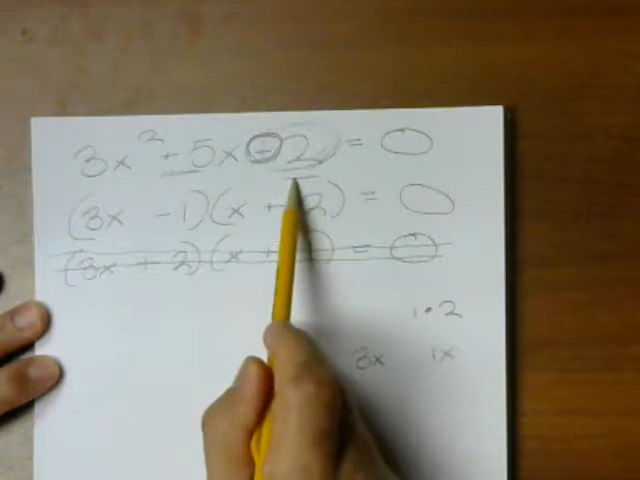 3x² + 5x - 2 = 0
(3x - 1)(x + 2) = 0
(3x + 2)(x + ) = 0
1 • 2
3x 1x